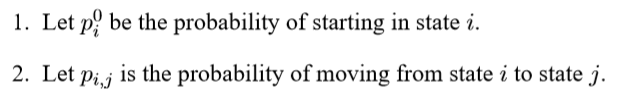 1. Let $p_i^0$ be the probability of starting in state $i$.
2. Let $p_{i,j}$ is the probability of moving from state $i$ to state $j$.